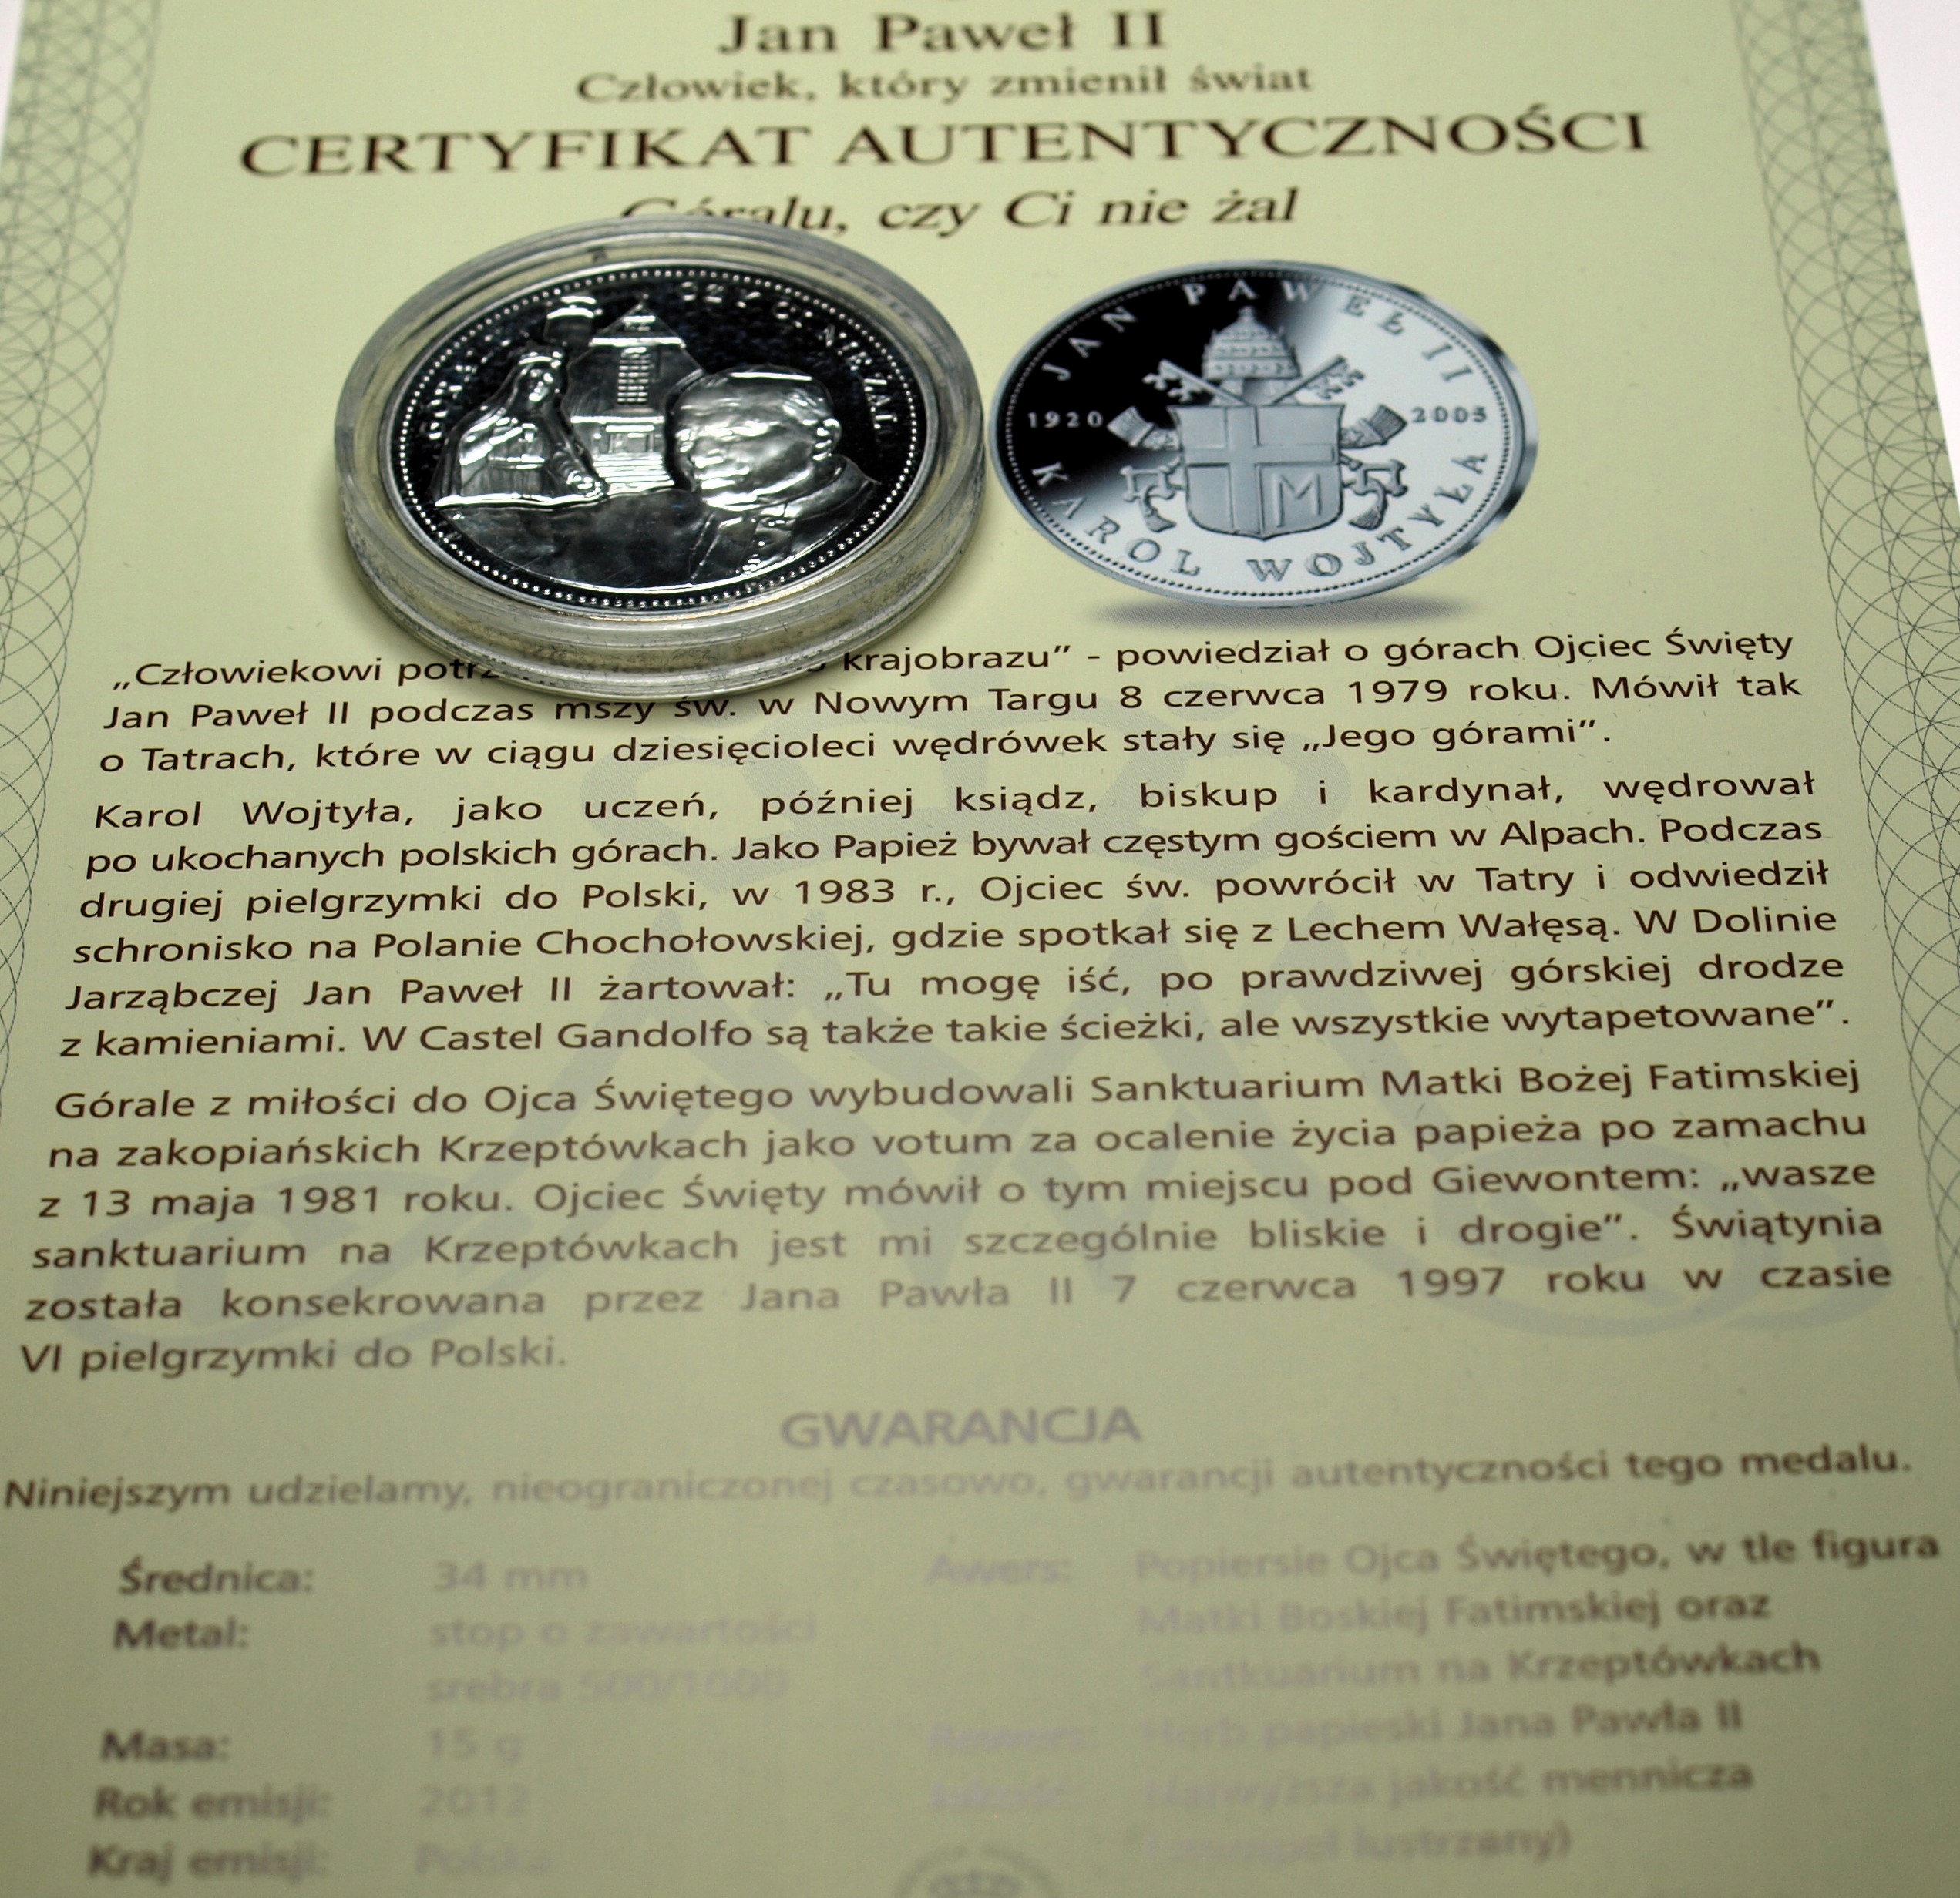 Jan Paweł II
Człowiek, który zmienił świat
CERTYFIKAT AUTENTYCZNOŚCI
Góralu, czy Ci nie żal
NIE ŻAL
JAN PAWEŁ II
1920 2005
M
KAROL WOJTYŁA
„Człowiekowi krajobrazu” - powiedział o górach Ojciec Święty
Jan Paweł II podczas mszy św. w Nowym Targu 8 czerwca 1979 roku. Mówił tak
o Tatrach, które w ciągu dziesięcioleci wędrówek stały się „Jego górami”.
Karol Wojtyła, jako uczeń, później ksiądz, biskup i kardynał, wędrował
po ukochanych polskich górach. Jako Papież bywał częstym gościem w Alpach. Podczas
drugiej pielgrzymki do Polski, w 1983 r., Ojciec św. powrócił w Tatry i odwiedził
schronisko na Polanie Chochołowskiej, gdzie spotkał się z Lechem Wałęsą. W Dolinie
Jarząbczej Jan Paweł II żartował: „Tu mogę iść, po prawdziwej górskiej drodze
z kamieniami. W Castel Gandolfo są także takie ścieżki, ale wszystkie wytapetowane”.
Górale z miłości do Ojca Świętego wybudowali Sanktuarium Matki Bożej Fatimskiej
na zakopiańskich Krzeptówkach jako votum za ocalenie życia papieża po zamachu
z 13 maja 1981 roku. Ojciec Święty mówił o tym miejscu pod Giewontem: „wasze
sanktuarium na Krzeptówkach jest mi szczególnie bliskie i drogie”. Świątynia
została konsekrowana przez Jana Pawła II 7 czerwca 1997 roku w czasie
VI pielgrzymki do Polski.
GWARANCJA
Niniejszym udzielamy, nieograniczonej czasowo, gwarancji autentyczności tego medalu.
Średnica: 34 mm
Metal: stop o zawartości
srebra 500/1000
Masa: 15 g
Rok emisji: 2012
Kraj emisji: Polska
Awers: Popiersie Ojca Świętego, w tle figura
Matki Boskiej Fatimskiej oraz
Santkuarium na Krzeptówkach
Rewers: Herb papieski Jana Pawła II
Jakość: Najwyższa jakość mennicza
lustrzany)